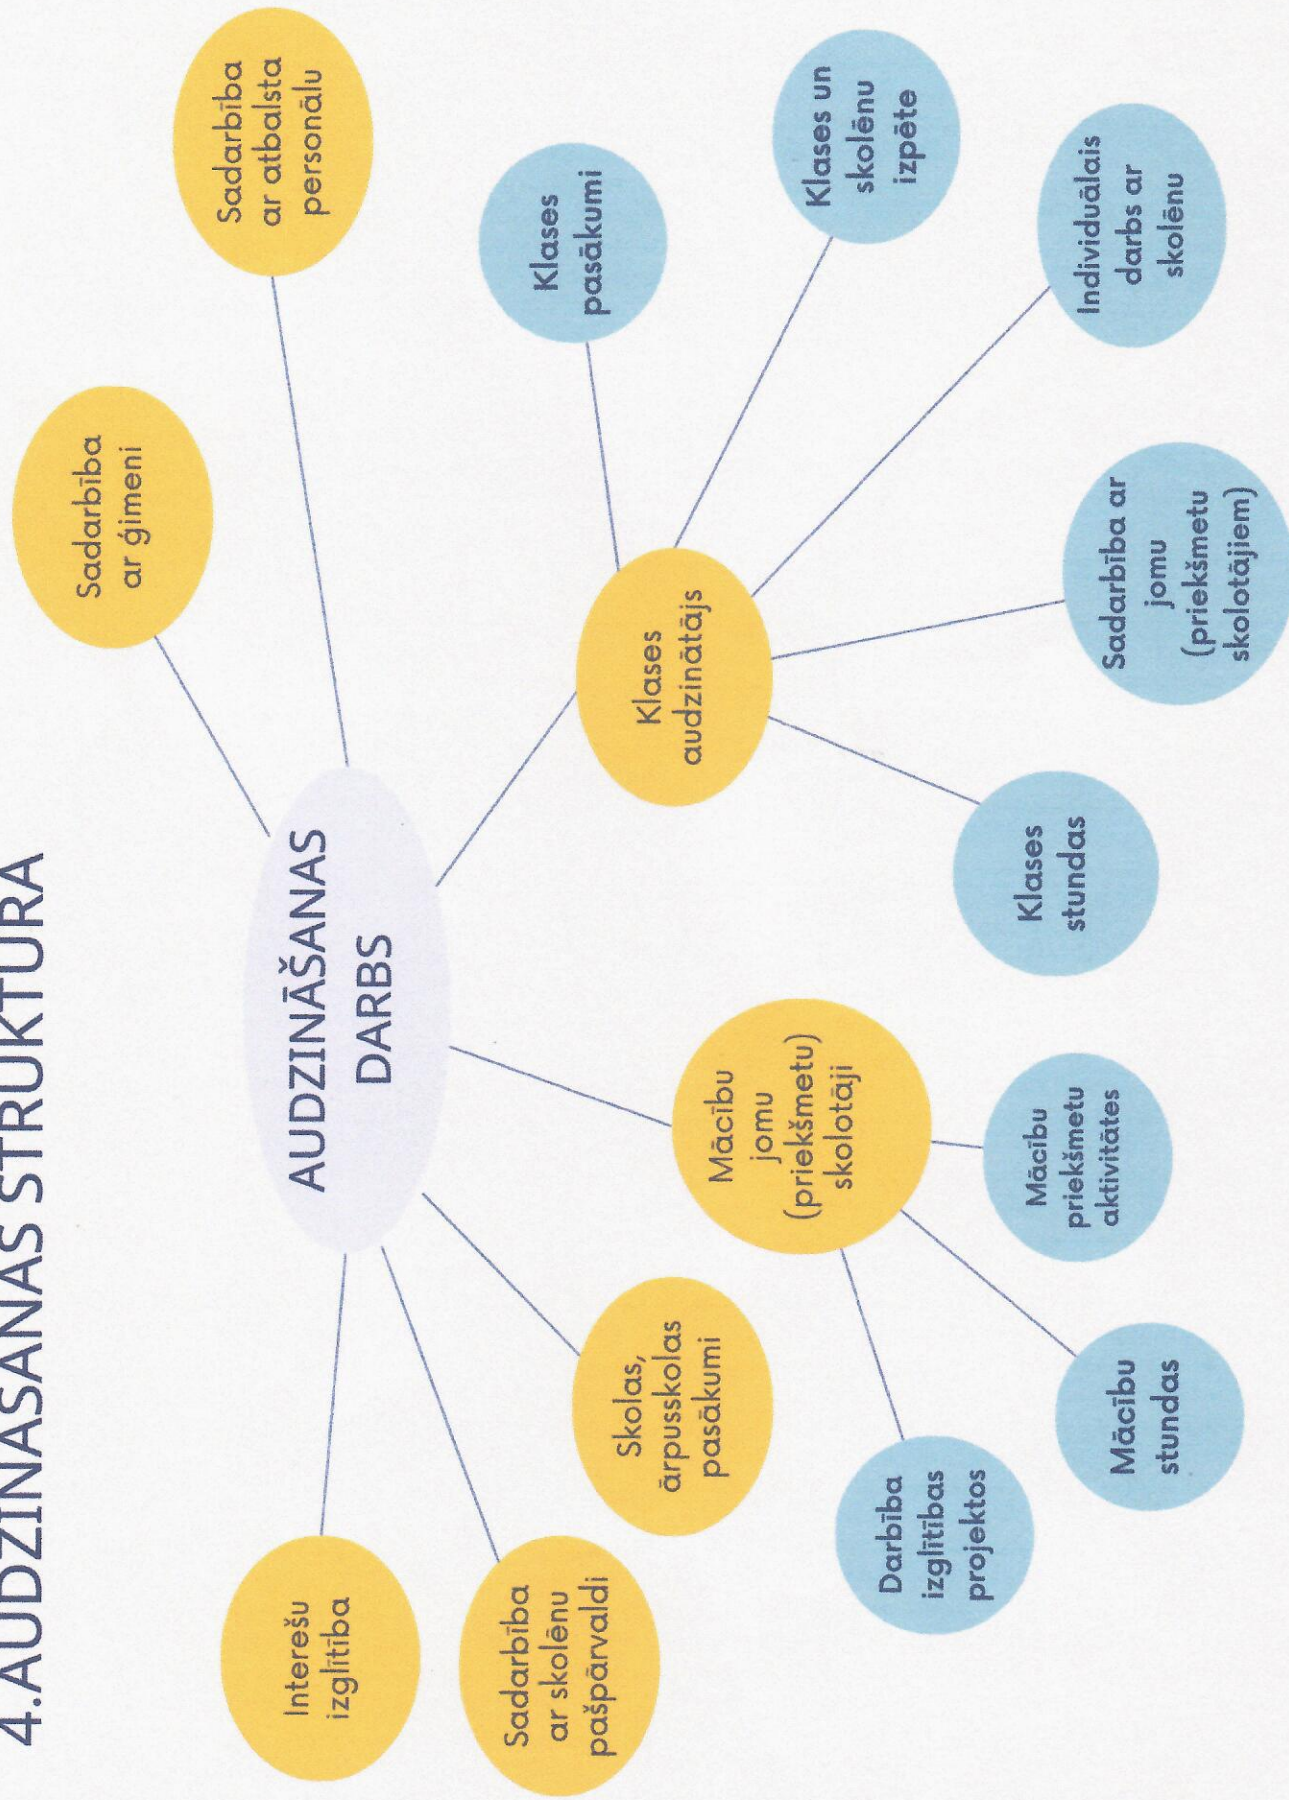 4.AUDZINĀŠANAS STRUKTŪRA
AUDZINĀŠANAS
DARBS
Sadarbība
ar ģimeni
Sadarbība
ar atbalsta
personālu
Interešu
izglītība
Sadarbība
ar skolēnu
pašpārvaldi
Skolas,
ārpusskolas
pasākumi
Mācību
jomu
(priekšmetu)
skolotāji
Klases
audzinātājs
Darbība
izglītības
projektos
Mācību
stundas
Mācību
priekšmetu
aktivitātes
Klases
stundas
Sadarbība ar
jomu
(priekšmetu
skolotājiem)
Individuālais
darbs ar
skolēnu
Klases un
skolēnu
izpēte
Klases
pasākumi